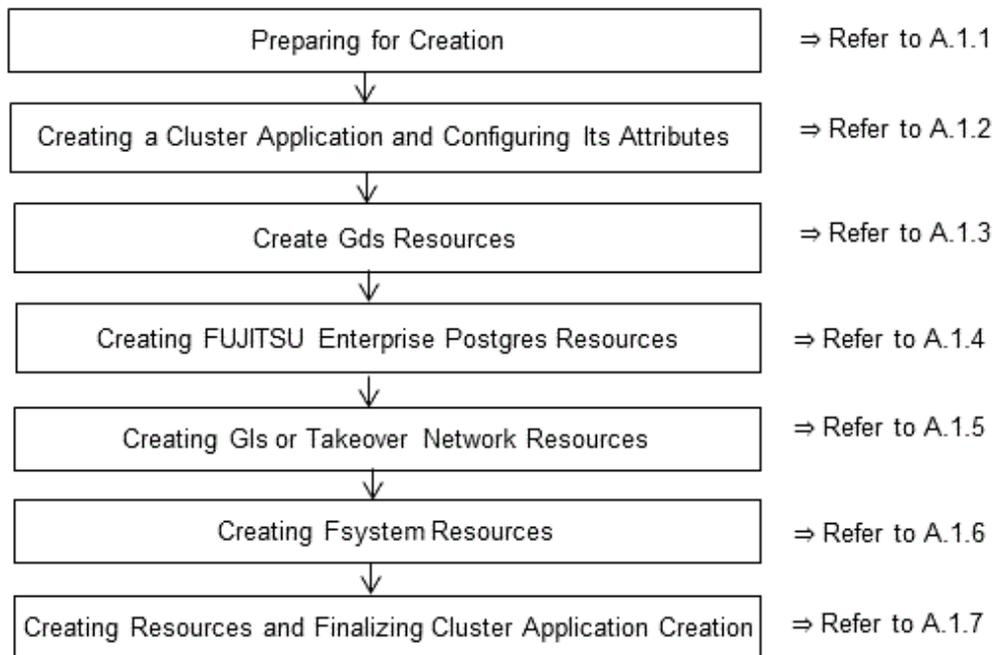 Preparing for Creation ⇒ Refer to A.1.1
Creating a Cluster Application and Configuring Its Attributes ⇒ Refer to A.1.2
Create Gds Resources ⇒ Refer to A.1.3
Creating FUJITSU Enterprise Postgres Resources ⇒ Refer to A.1.4
Creating Gls or Takeover Network Resources ⇒ Refer to A.1.5
Creating Fsystem Resources ⇒ Refer to A.1.6
Creating Resources and Finalizing Cluster Application Creation ⇒ Refer to A.1.7